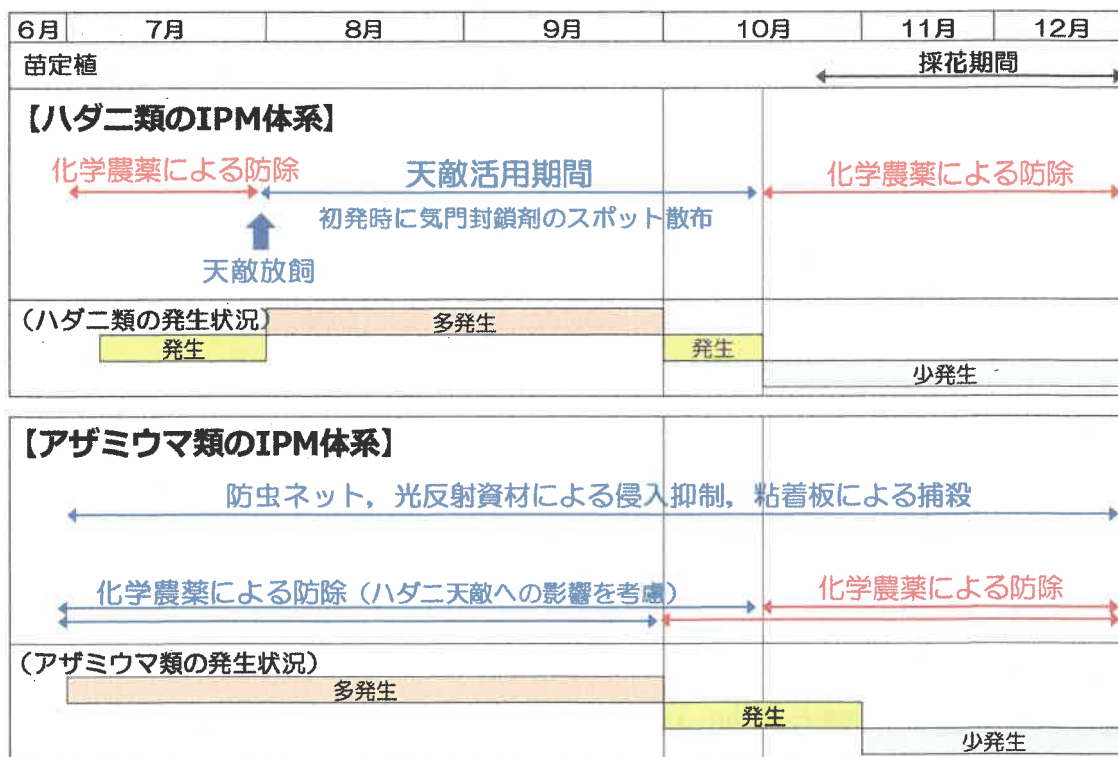 6月 7月 8月 9月 10月 11月 12月
苗定植 採花期間
【ハダニ類のIPM体系】
化学農薬による防除 天敵活用期間 化学農薬による防除
初発時に気門封鎖剤のスポット散布
天敵放飼
(ハダニ類の発生状況) 多発生
発生 発生
少発生
【アザミウマ類のIPM体系】
防虫ネット,光反射資材による侵入抑制,粘着板による捕殺
化学農薬による防除(ハダニ天敵への影響を考慮) 化学農薬による防除
(アザミウマ類の発生状況)
多発生
発生
少発生